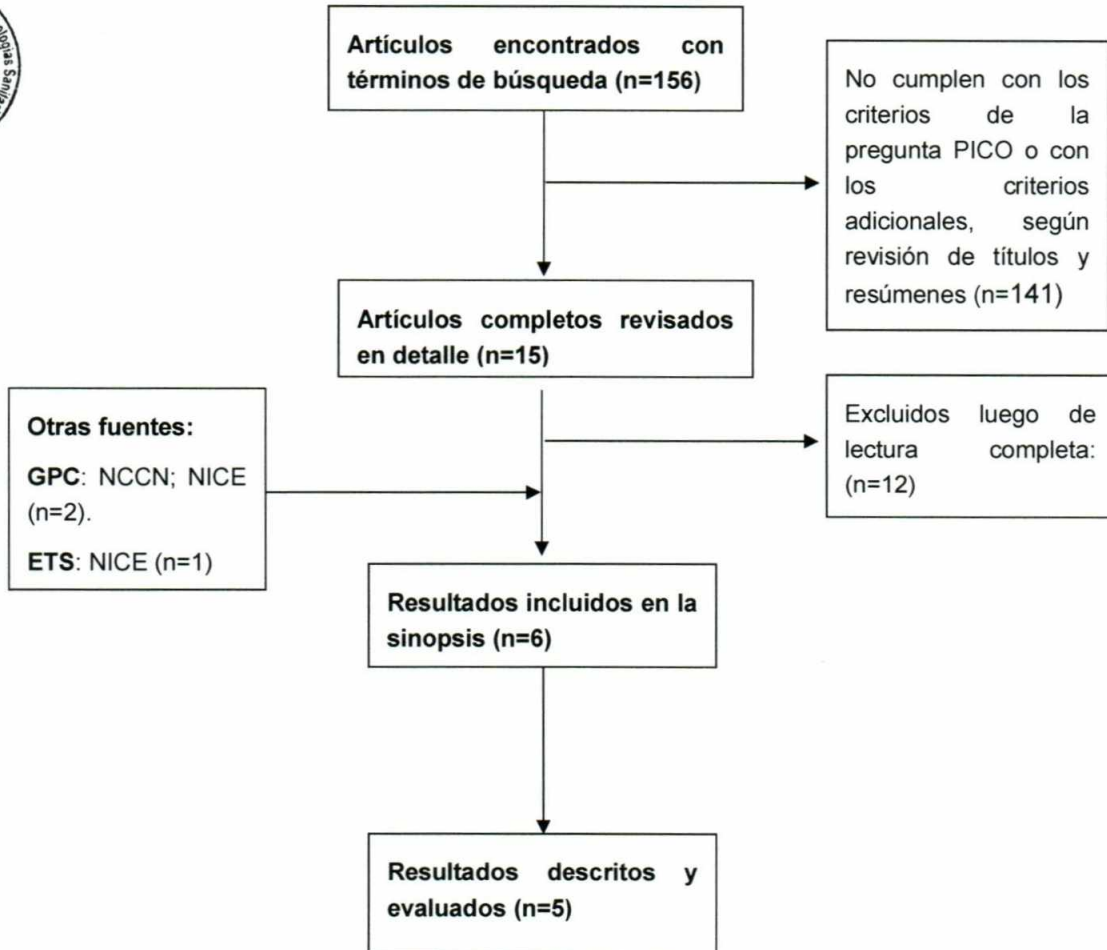 Artículos encontrados con
términos de búsqueda (n=156)
No cumplen con los
criterios de la
pregunta PICO o con
los criterios
adicionales, según
revisión de títulos y
resúmenes (n=141)
Artículos completos revisados
en detalle (n=15)
Excluidos luego de
lectura completa:
(n=12)
Otras fuentes:
GPC: NCCN; NICE
(n=2).
ETS: NICE (n=1)
Resultados incluidos en la
sinopsis (n=6)
Resultados descritos y
evaluados (n=5)